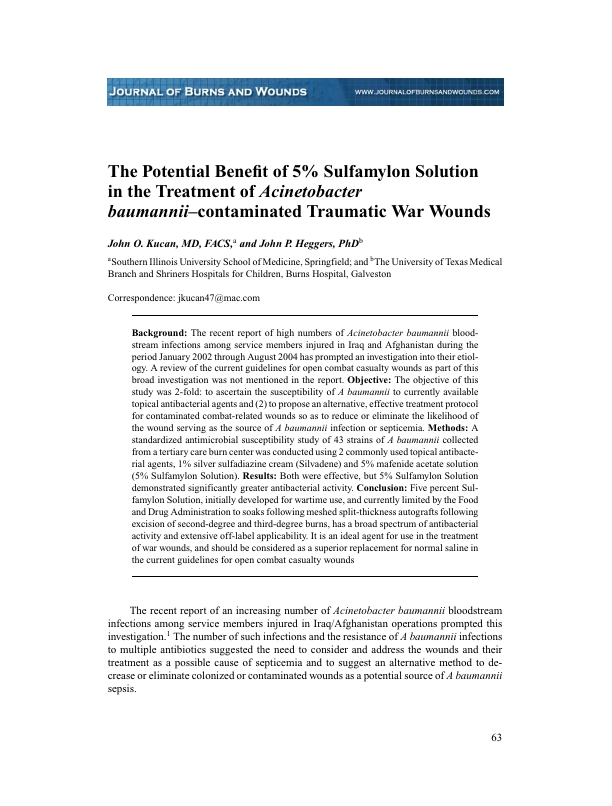 JOURNAL OF BURNS AND WOUNDS
WWW.JOURNALOFBURNSANDWOUNDS.COM
The Potential Benefit of 5% Sulfamylon Solution
in the Treatment of Acinetobacter
baumannii–contaminated Traumatic War Wounds
John O. Kucan, MD, FACS,a and John P. Heggers, PhDb
aSouthern Illinois University School of Medicine, Springfield; and bThe University of Texas Medical
Branch and Shriners Hospitals for Children, Burns Hospital, Galveston
Correspondence: jkucan47@mac.com
Background: The recent report of high numbers of Acinetobacter baumannii blood-
stream infections among service members injured in Iraq and Afghanistan during the
period January 2002 through August 2004 has prompted an investigation into their etiol-
ogy. A review of the current guidelines for open combat casualty wounds as part of this
broad investigation was not mentioned in the report. Objective: The objective of this
study was 2-fold: to ascertain the susceptibility of A baumannii to currently available
topical antibacterial agents and (2) to propose an alternative, effective treatment protocol
for contaminated combat-related wounds so as to reduce or eliminate the likelihood of
the wound serving as the source of A baumannii infection or septicemia. Methods: A
standardized antimicrobial susceptibility study of 43 strains of A baumannii collected
from a tertiary care burn center was conducted using 2 commonly used topical antibacte-
rial agents, 1% silver sulfadiazine cream (Silvadene) and 5% mafenide acetate solution
(5% Sulfamylon Solution). Results: Both were effective, but 5% Sulfamylon Solution
demonstrated significantly greater antibacterial activity. Conclusion: Five percent Sul-
famylon Solution, initially developed for wartime use, and currently limited by the Food
and Drug Administration to soaks following meshed split-thickness autografts following
excision of second-degree and third-degree burns, has a broad spectrum of antibacterial
activity and extensive off-label applicability. It is an ideal agent for use in the treatment
of war wounds, and should be considered as a superior replacement for normal saline in
the current guidelines for open combat casualty wounds
The recent report of an increasing number of Acinetobacter baumannii bloodstream
infections among service members injured in Iraq/Afghanistan operations prompted this
investigation.1 The number of such infections and the resistance of A baumannii infections
to multiple antibiotics suggested the need to consider and address the wounds and their
treatment as a possible cause of septicemia and to suggest an alternative method to de-
crease or eliminate colonized or contaminated wounds as a potential source of A baumannii
sepsis.
63